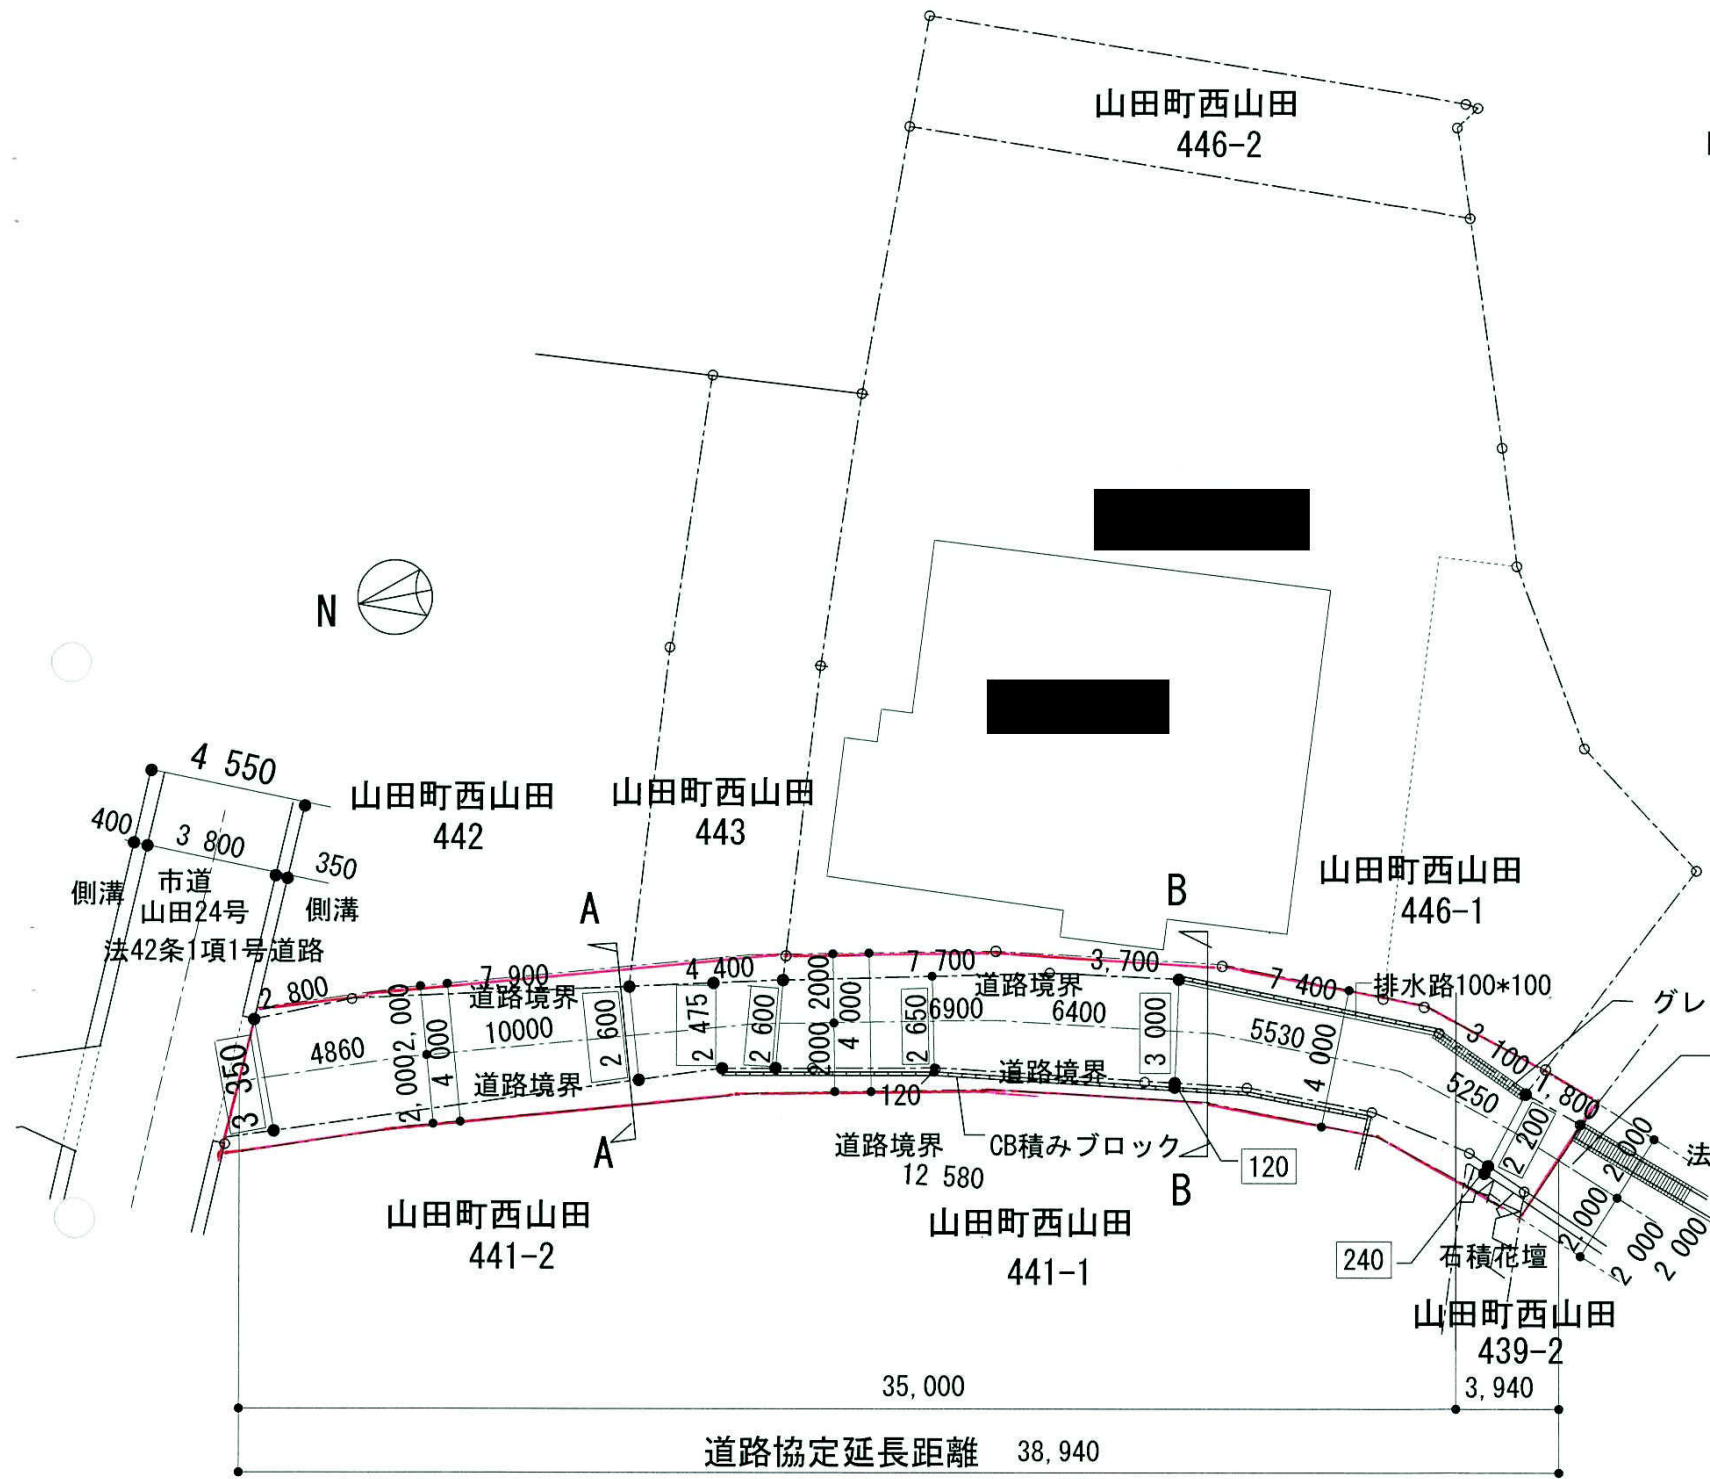 山田町西山田
446-2
N
4 550
400
3 800
350
側溝
市道
山田24号
側溝
法42条1項1号道路
山田町西山田
442
山田町西山田
443
山田町西山田
446-1
A
B
2 800
7 900
4 400
7 700
3,700
7 400
排水路100*100
グレ
3 100
1,800
道路境界
道路境界
10000
4860
6900
6400
5530
5250
3 350
2,000
2,000
4 000
2 600
2 475
2 600
2000
2000
4 000
2 650
3 000
4 000
2 200
2 000
2,000
2 000
2 000
道路境界
道路境界
120
道路境界
12 580
CB積みブロック
120
法
A
B
240
石積花壇
山田町西山田
441-2
山田町西山田
441-1
山田町西山田
439-2
35,000
3,940
道路協定延長距離 38,940